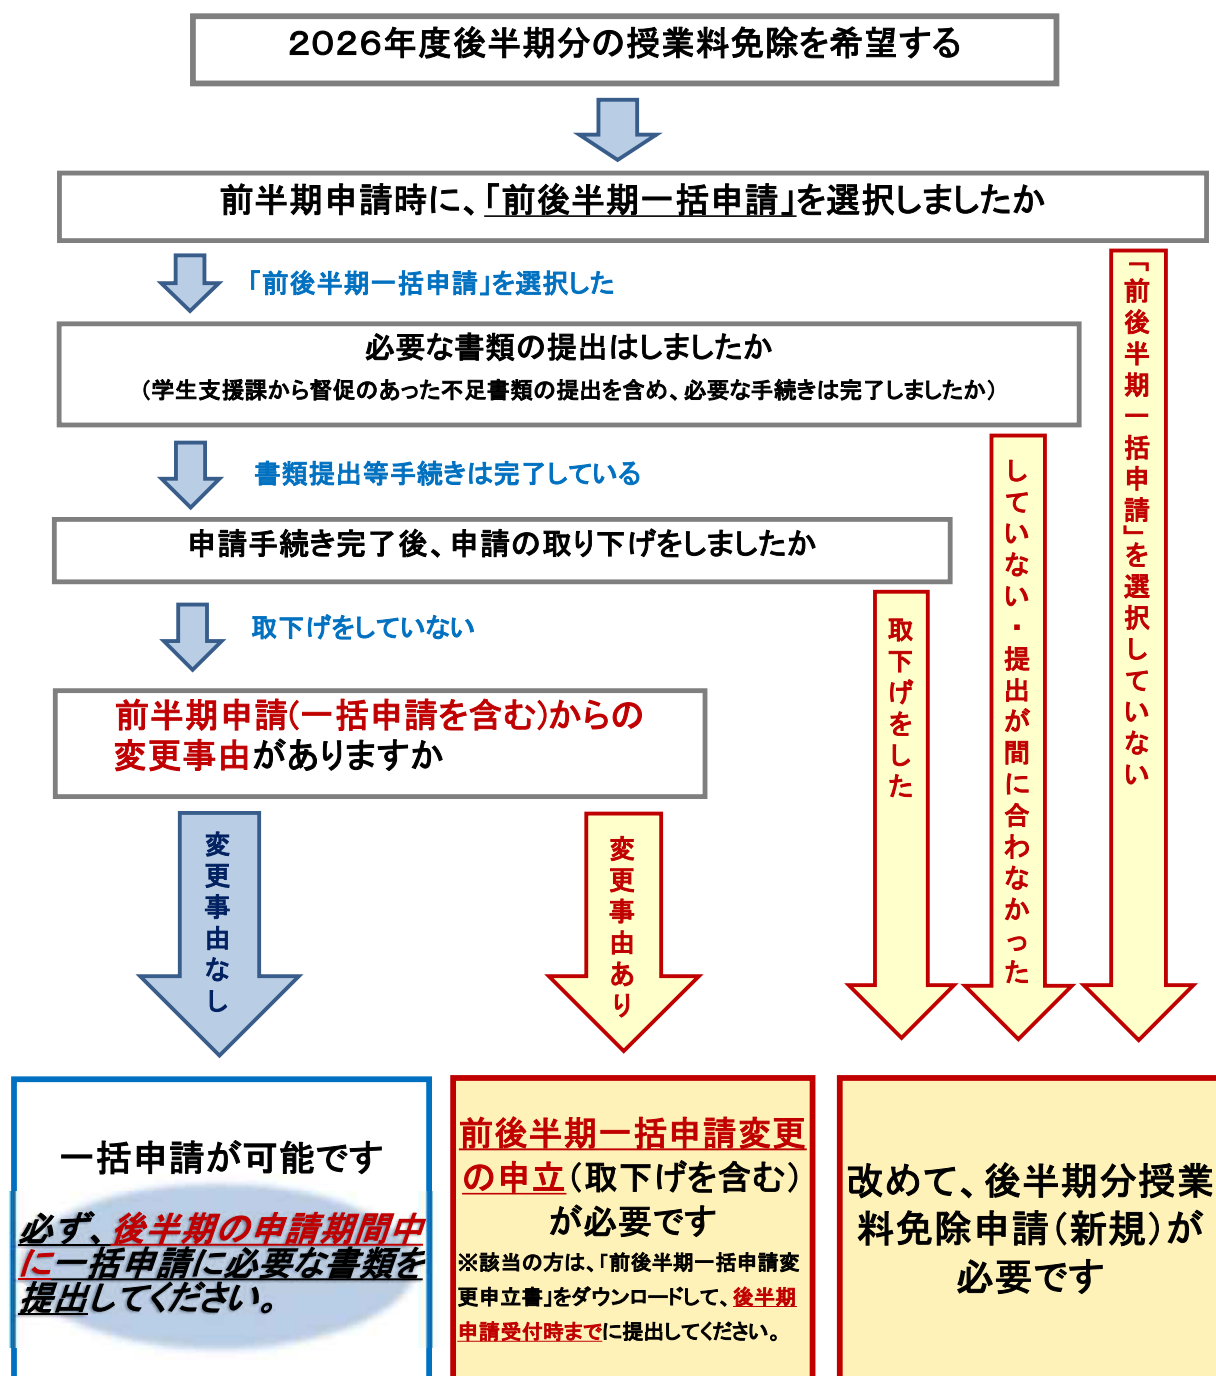 2026年度後半期分の授業料免除を希望する
前半期申請時に、「前後半期一括申請」を選択しましたか
「前後半期一括申請」を選択した
必要な書類の提出はしましたか
（学生支援課から督促のあった不足書類の提出を含め、必要な手続きは完了しましたか）
書類提出等手続きは完了している
申請手続き完了後、申請の取り下げをしましたか
取下げをしていない
前半期申請(一括申請を含む)からの
変更事由がありますか
変更事由なし
変更事由あり
取下げをした
していない・提出が間に合わなかった
「前後半期一括申請」を選択していない
一括申請が可能です
必ず、後半期の申請期間中
に一括申請に必要な書類を
提出してください。
前後半期一括申請変更
の申立（取下げを含む）
が必要です
※該当の方は、「前後半期一括申請変
更申立書」をダウンロードして、後半期
申請受付時までに提出してください。
改めて、後半期分授業
料免除申請（新規）が
必要です